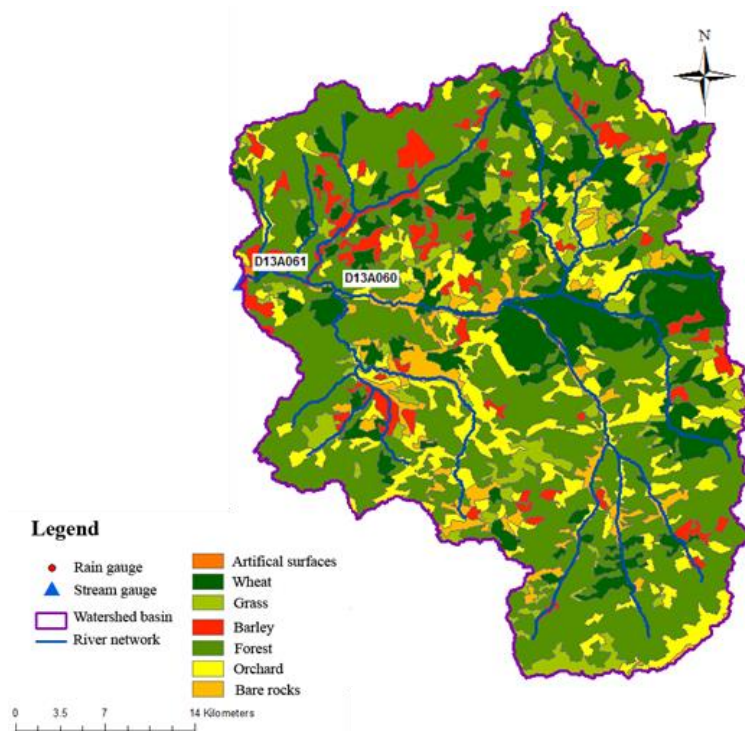 N
D13A061
D13A060
Legend
Rain gauge
Stream gauge
Watershed basin
River network
Artifical surfaces
Wheat
Grass
Barley
Forest
Orchard
Bare rocks
0 3.5 7 14 Kilometers